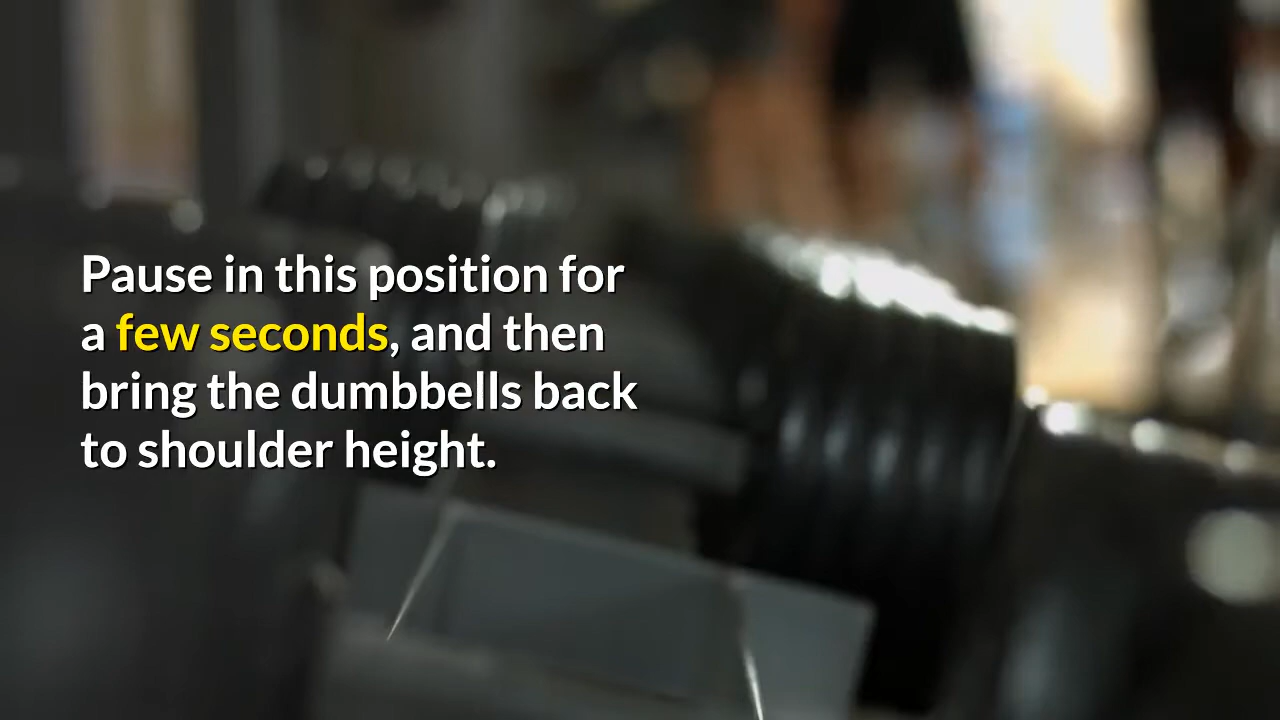 Pause in this position for
a few seconds, and then
bring the dumbbells back
to shoulder height.